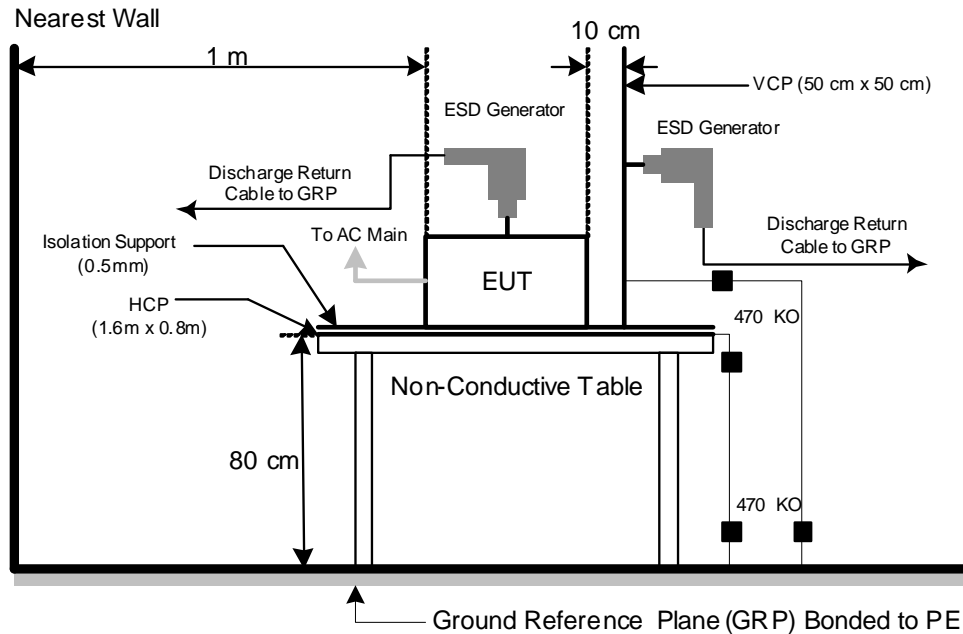 Nearest Wall
10 cm
1 m
VCP (50 cm x 50 cm)
ESD Generator
ESD Generator
Discharge Return
Cable to GRP
Discharge Return
Cable to GRP
To AC Main
Isolation Support
(0.5mm)
EUT
HCP
(1.6m x 0.8m)
470 KO
Non-Conductive Table
80 cm
470 KO
Ground Reference Plane (GRP) Bonded to PE